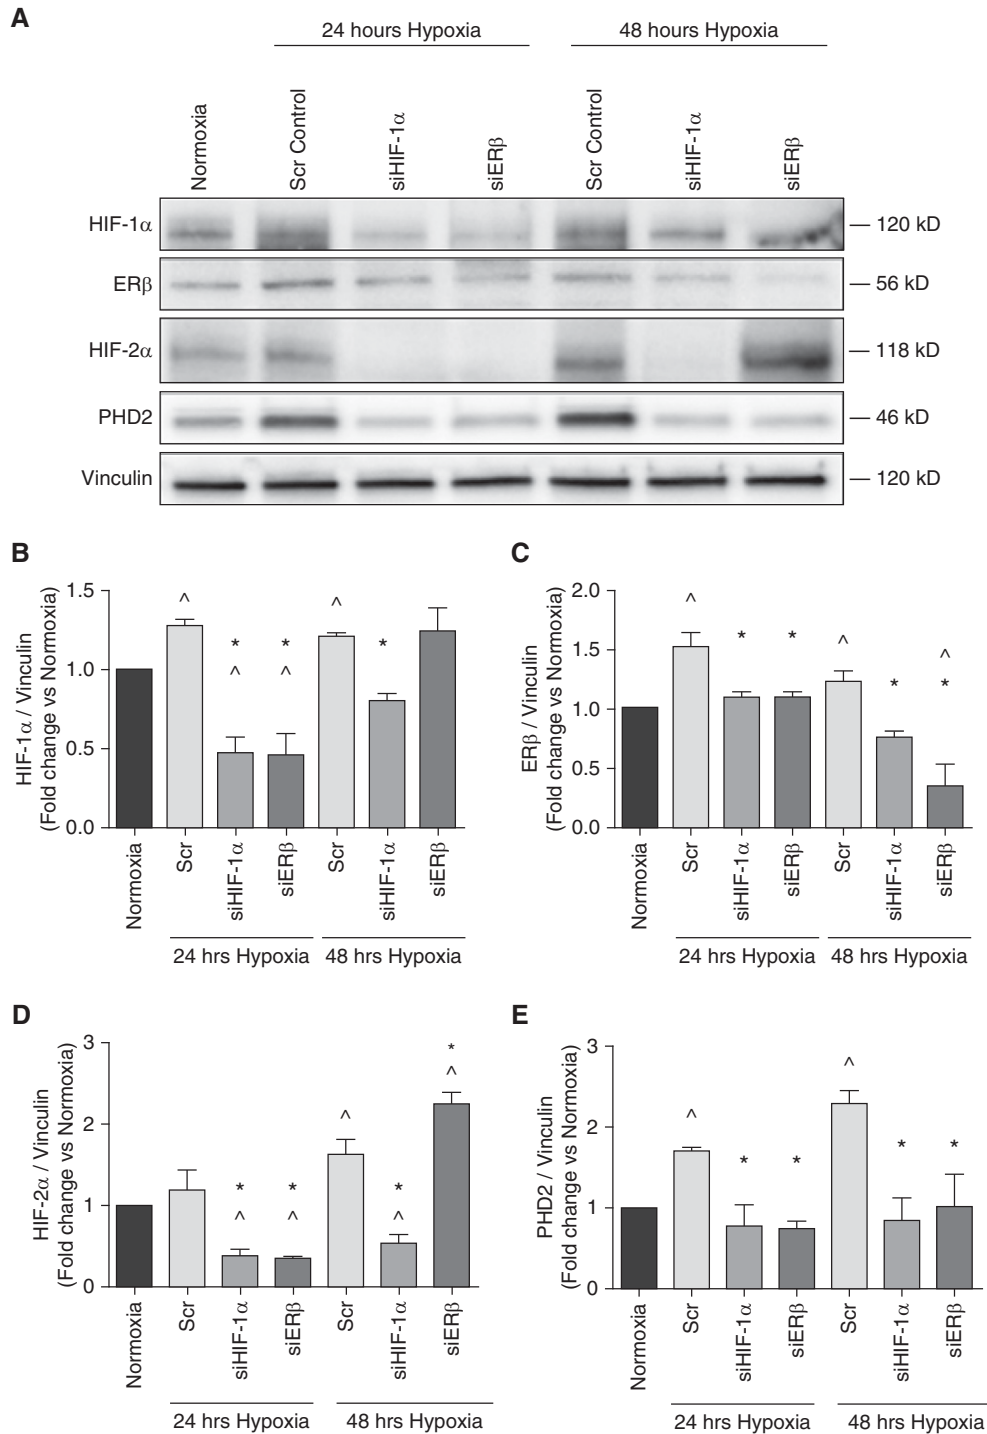 A
24 hours Hypoxia
48 hours Hypoxia
Normoxia
Scr Control
siHIF-1α
siERβ
Scr Control
siHIF-1α
siERβ
HIF-1α
120 kD
ERβ
56 kD
HIF-2α
118 kD
PHD2
46 kD
Vinculin
120 kD
B
HIF-1α / Vinculin
(Fold change vs Normoxia)
1.5
1.0
0.5
0.0
^
*
^
*
^
^
*
Normoxia
Scr
siHIF-1α
siERβ
Scr
siHIF-1α
siERβ
24 hrs Hypoxia
48 hrs Hypoxia
C
ERβ / Vinculin
(Fold change vs Normoxia)
2.0
1.5
1.0
0.5
0.0
^
*
*
^
*
^
*
Normoxia
Scr
siHIF-1α
siERβ
Scr
siHIF-1α
siERβ
24 hrs Hypoxia
48 hrs Hypoxia
D
HIF-2α / Vinculin
(Fold change vs Normoxia)
3
2
1
0
*
^
*
^
^
*
^
*
^
Normoxia
Scr
siHIF-1α
siERβ
Scr
siHIF-1α
siERβ
24 hrs Hypoxia
48 hrs Hypoxia
E
PHD2 / Vinculin
(Fold change vs Normoxia)
3
2
1
0
^
*
*
^
*
*
Normoxia
Scr
siHIF-1α
siERβ
Scr
siHIF-1α
siERβ
24 hrs Hypoxia
48 hrs Hypoxia